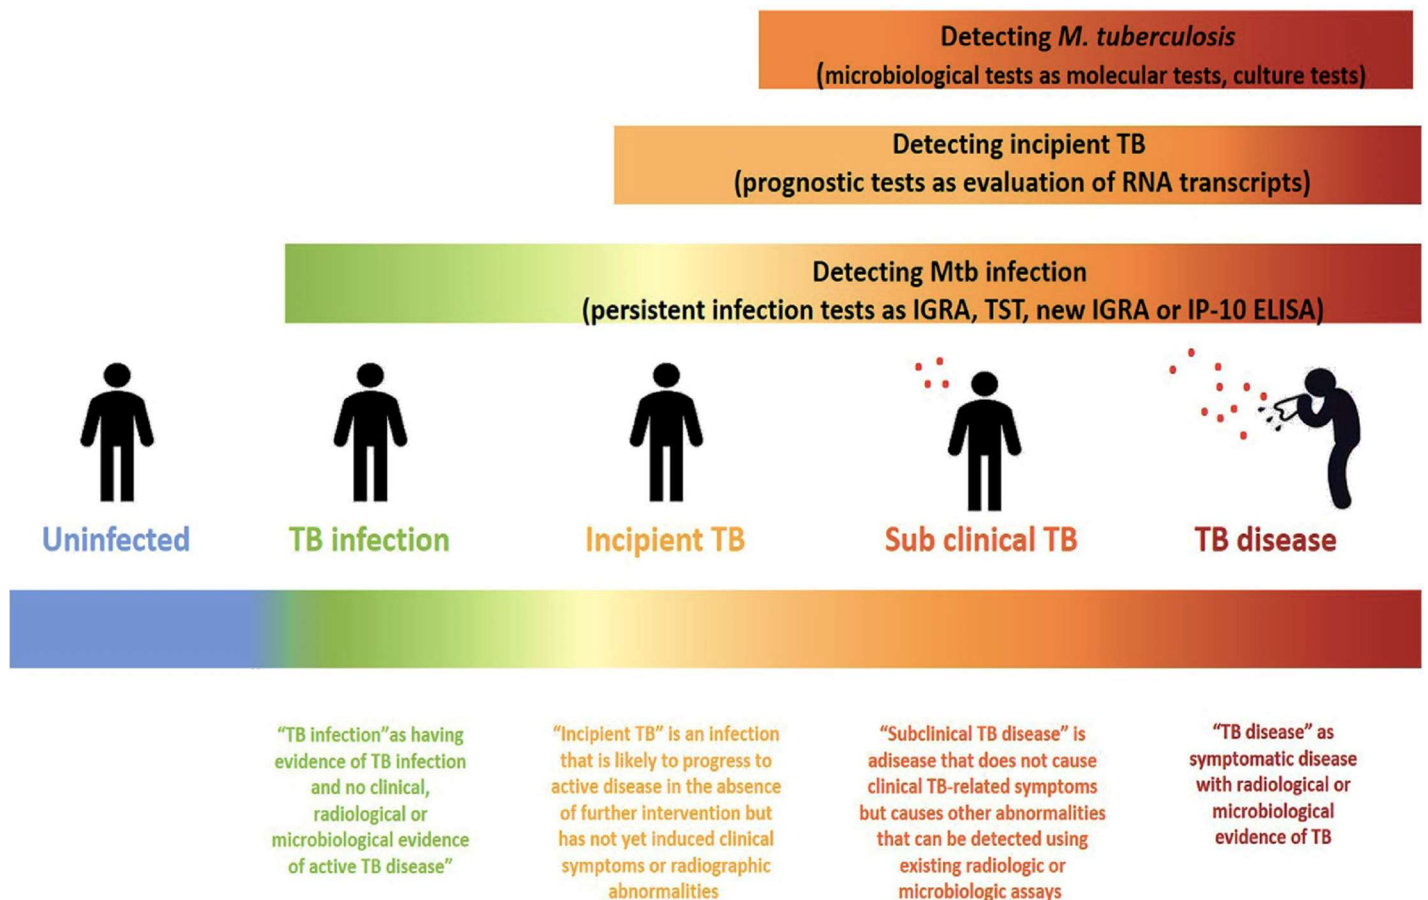 Detecting M. tuberculosis
(microbiological tests as molecular tests, culture tests)
Detecting incipient TB
(prognostic tests as evaluation of RNA transcripts)
Detecting Mtb infection
(persistent infection tests as IGRA, TST, new IGRA or IP-10 ELISA)
Uninfected
TB infection
Incipient TB
Sub clinical TB
TB disease
“TB infection”as having
evidence of TB infection
and no clinical,
radiological or
microbiological evidence
of active TB disease”
“Incipient TB” is an infection
that is likely to progress to
active disease in the absence
of further intervention but
has not yet induced clinical
symptoms or radiographic
abnormalities
“Subclinical TB disease” is
adisease that does not cause
clinical TB-related symptoms
but causes other abnormalities
that can be detected using
existing radiologic or
microbiologic assays
“TB disease” as
symptomatic disease
with radiological or
microbiological
evidence of TB